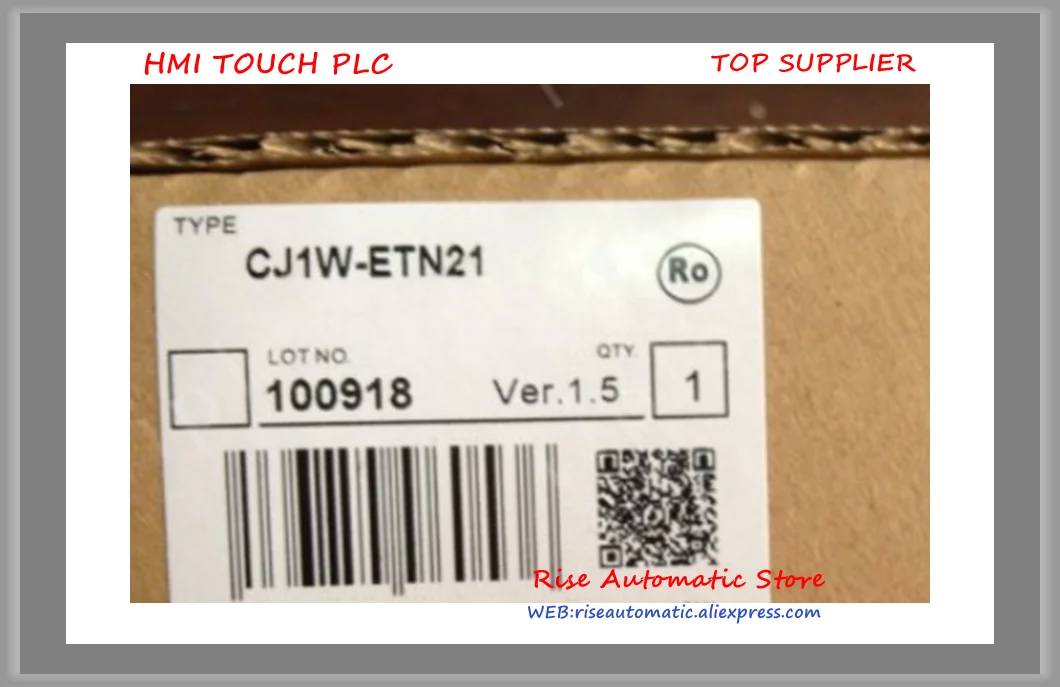 HMI TOUCH PLC
TOP SUPPLIER
TYPE
CJ1W-ETN21
Ro
LOT NO.
QTY.
100918
Ver.1.5
1
Rise Automatic Store
WEB:riseautomatic.aliexpress.com